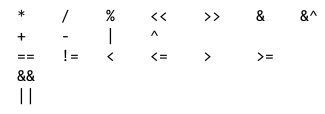 * / % << >> & &^
+ - | ^
== != < <= > >=
&&
||